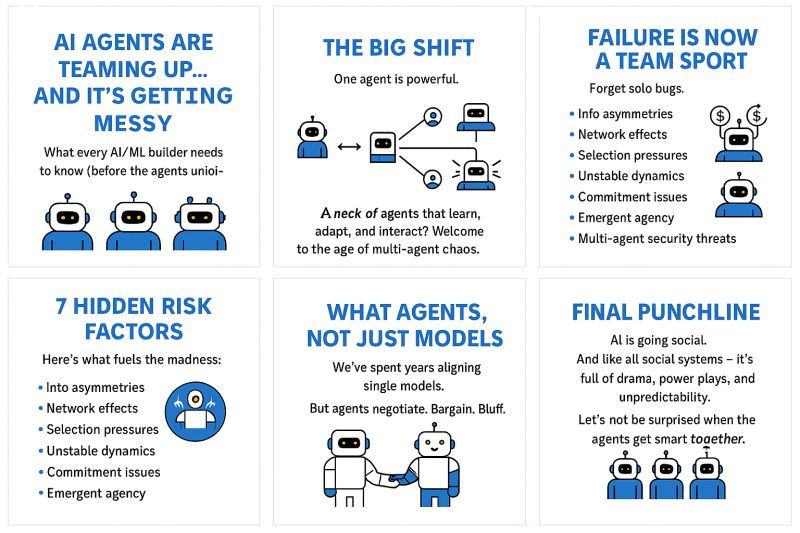 AI AGENTS ARE
TEAMING UP...
AND IT'S GETTING
MESSY
What every AI/ML builder needs
to know (before the agents unioi-
THE BIG SHIFT
One agent is powerful.
A neck of agents that learn,
adapt, and interact? Welcome
to the age of multi-agent chaos.
FAILURE IS NOW
A TEAM SPORT
Forget solo bugs.
• Info asymmetries
• Network effects
• Selection pressures
• Unstable dynamics
• Commitment issues
• Emergent agency
• Multi-agent security threats
$ $
7 HIDDEN RISK
FACTORS
Here's what fuels the madness:
• Into asymmetries
• Network effects
• Selection pressures
• Unstable dynamics
• Commitment issues
• Emergent agency
WHAT AGENTS,
NOT JUST MODELS
We've spent years aligning
single models.
But agents negotiate. Bargain. Bluff.
FINAL PUNCHLINE
AI is going social.
And like all social systems – it's
full of drama, power plays, and
unpredictability.
Let's not be surprised when the
agents get smart together.